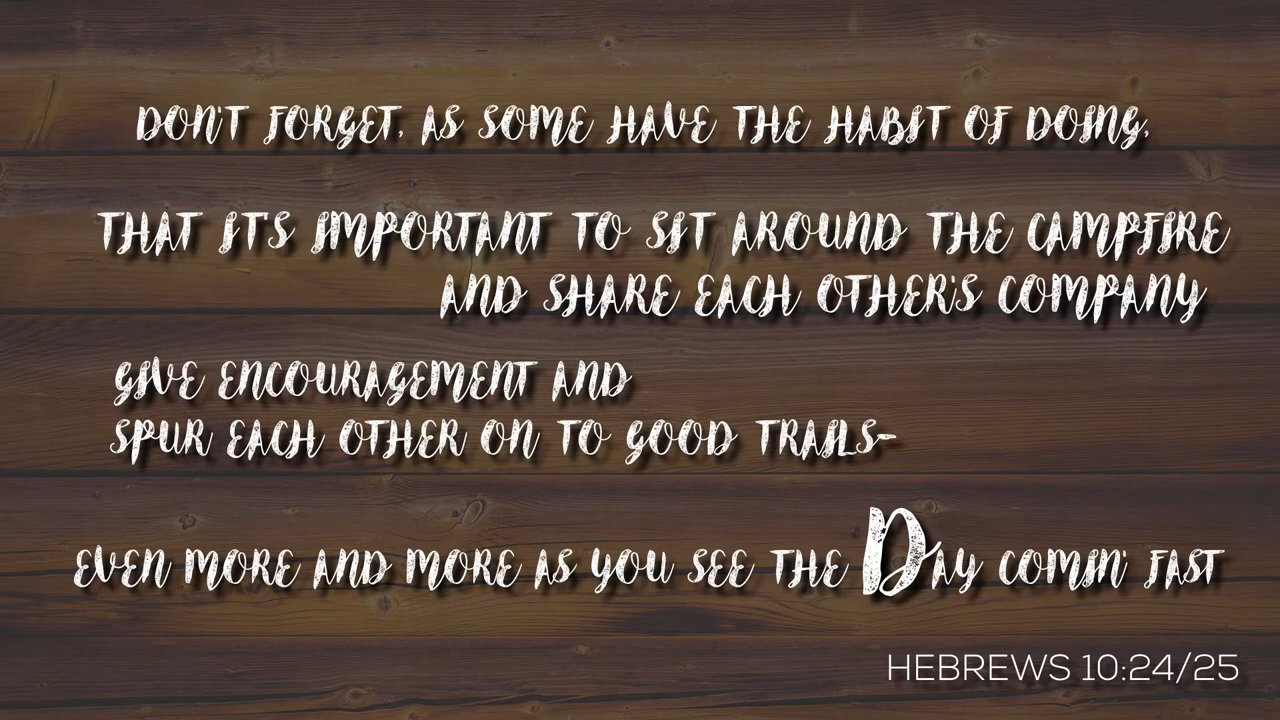 DON'T FORGET, AS SOME HAVE THE HABIT OF DOING,
THAT IT'S IMPORTANT TO SIT AROUND THE CAMPFIRE
AND SHARE EACH OTHER'S COMPANY
GIVE ENCOURAGEMENT AND
SPUR EACH OTHER ON TO GOOD TRAILS-
EVEN MORE AND MORE AS YOU SEE THE DAY COMIN' FAST
HEBREWS 10:24/25